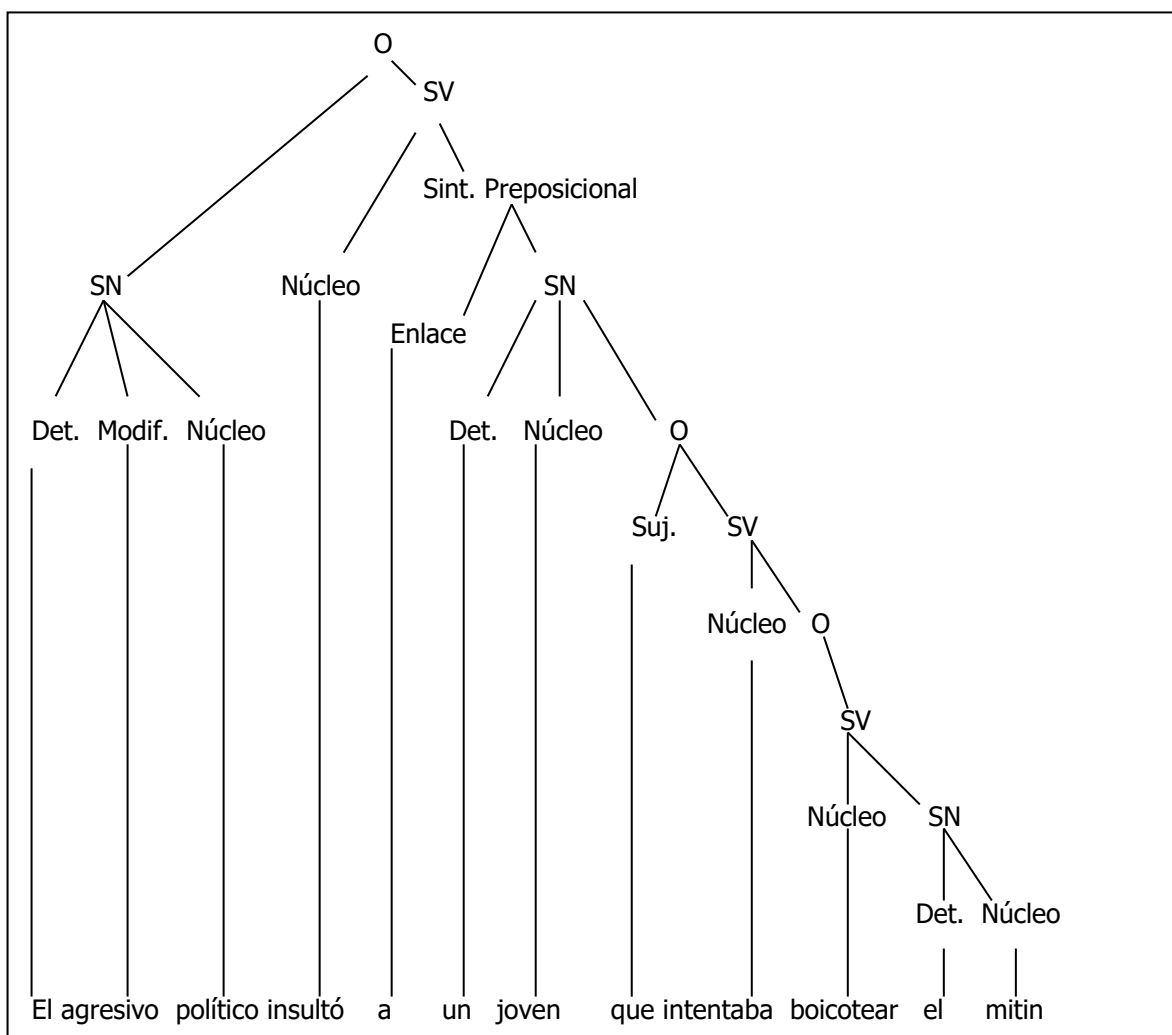 O
SV
Sint. Preposicional
SN Núcleo SN
Enlace
Det. Modif. Núcleo Det. Núcleo O
Suj. SV
Núcleo O
SV
Núcleo SN
Det. Núcleo
El agresivo político insultó a un joven que intentaba boicotear el mitin